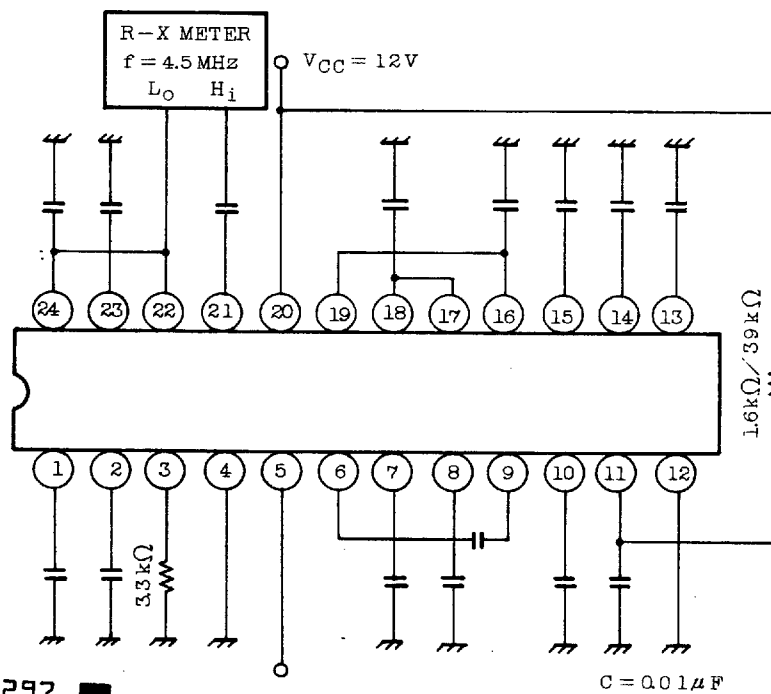 R-X METER
f = 4.5 MHz
LO Hi
VCC = 12V
24 23 22 21 20 19 18 17 16 15 14 13
1.6kΩ/39kΩ
1 2 3 4 5 6 7 8 9 10 11 12
3.3kΩ
297
C = 0.01μF